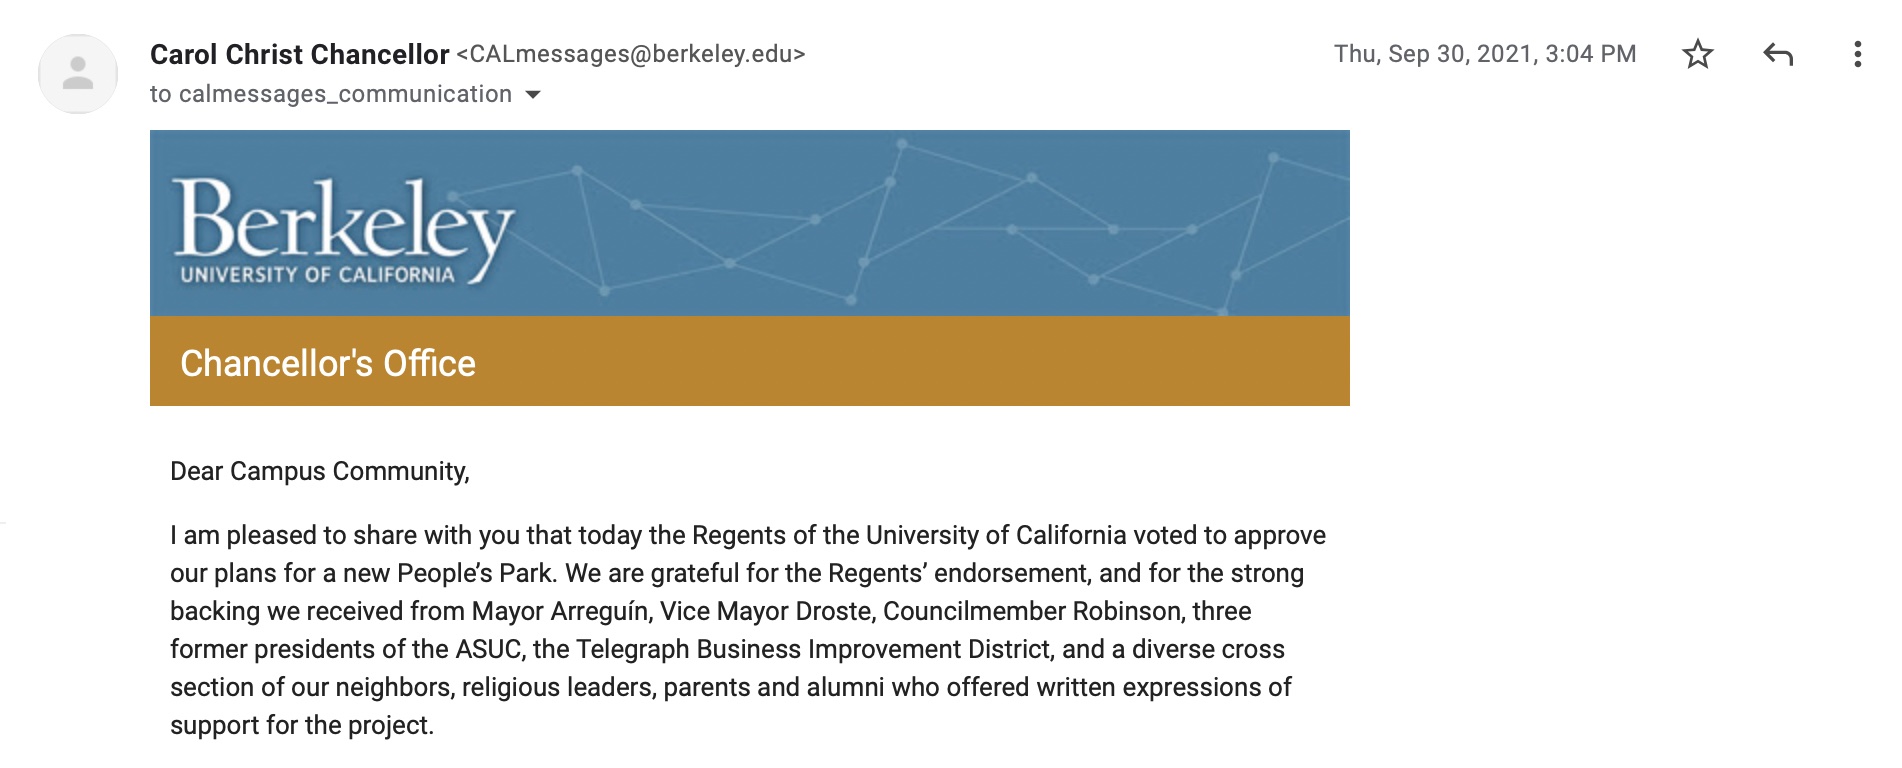 Carol Christ Chancellor <CALmessages@berkeley.edu>
Thu, Sep 30, 2021, 3:04 PM
to calmessages_communication
Berkeley
UNIVERSITY OF CALIFORNIA
Chancellor's Office
Dear Campus Community,
I am pleased to share with you that today the Regents of the University of California voted to approve
our plans for a new People’s Park. We are grateful for the Regents’ endorsement, and for the strong
backing we received from Mayor Arreguín, Vice Mayor Droste, Councilmember Robinson, three
former presidents of the ASUC, the Telegraph Business Improvement District, and a diverse cross
section of our neighbors, religious leaders, parents and alumni who offered written expressions of
support for the project.